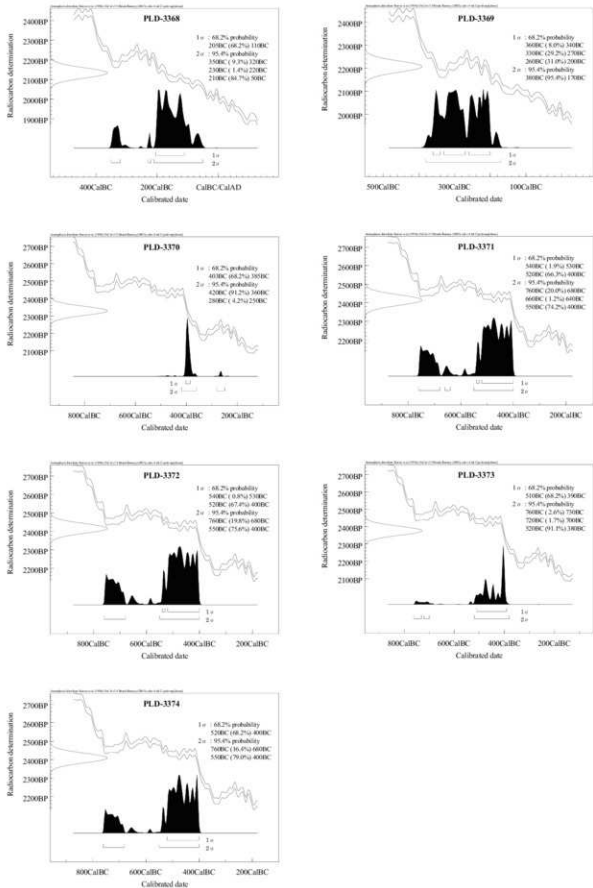 PLD-3368
Radiocarbon determination
2400BP
2300BP
2200BP
2100BP
2000BP
1900BP
1σ : 68.2% probability
205BC (68.2%) 110BC
2σ : 95.4% probability
350BC ( 9.3%) 320BC
230BC ( 1.4%) 220BC
210BC (84.7%) 50BC
1σ
2σ
400CalBC 200CalBC CalBC/CalAD
Calibrated date
PLD-3369
Radiocarbon determination
2400BP
2300BP
2200BP
2100BP
2000BP
1σ : 68.2% probability
360BC ( 8.0%) 340BC
330BC (29.2%) 270BC
260BC (31.0%) 200BC
2σ : 95.4% probability
380BC (95.4%) 170BC
1σ
2σ
500CalBC 300CalBC 100CalBC
Calibrated date
PLD-3370
Radiocarbon determination
2700BP
2600BP
2500BP
2400BP
2300BP
2200BP
2100BP
1σ : 68.2% probability
403BC (68.2%) 385BC
2σ : 95.4% probability
420BC (91.2%) 360BC
280BC ( 4.2%) 250BC
1σ
2σ
800CalBC 600CalBC 400CalBC 200CalBC
Calibrated date
PLD-3371
Radiocarbon determination
2700BP
2600BP
2500BP
2400BP
2300BP
2200BP
1σ : 68.2% probability
540BC ( 1.9%) 530BC
520BC (66.3%) 400BC
2σ : 95.4% probability
760BC (20.0%) 680BC
660BC ( 1.2%) 640BC
550BC (74.2%) 400BC
1σ
2σ
800CalBC 600CalBC 400CalBC 200CalBC
Calibrated date
PLD-3372
Radiocarbon determination
2700BP
2600BP
2500BP
2400BP
2300BP
2200BP
1σ : 68.2% probability
540BC ( 0.8%) 530BC
520BC (67.4%) 400BC
2σ : 95.4% probability
760BC (19.8%) 680BC
550BC (75.6%) 400BC
1σ
2σ
800CalBC 600CalBC 400CalBC 200CalBC
Calibrated date
PLD-3373
Radiocarbon determination
2700BP
2600BP
2500BP
2400BP
2300BP
2200BP
2100BP
1σ : 68.2% probability
510BC (68.2%) 390BC
2σ : 95.4% probability
760BC ( 2.6%) 730BC
720BC ( 1.7%) 700BC
520BC (91.1%) 380BC
1σ
2σ
800CalBC 600CalBC 400CalBC 200CalBC
Calibrated date
PLD-3374
Radiocarbon determination
2700BP
2600BP
2500BP
2400BP
2300BP
2200BP
1σ : 68.2% probability
520BC (68.2%) 400BC
2σ : 95.4% probability
760BC (16.4%) 680BC
550BC (79.0%) 400BC
1σ
2σ
800CalBC 600CalBC 400CalBC 200CalBC
Calibrated date